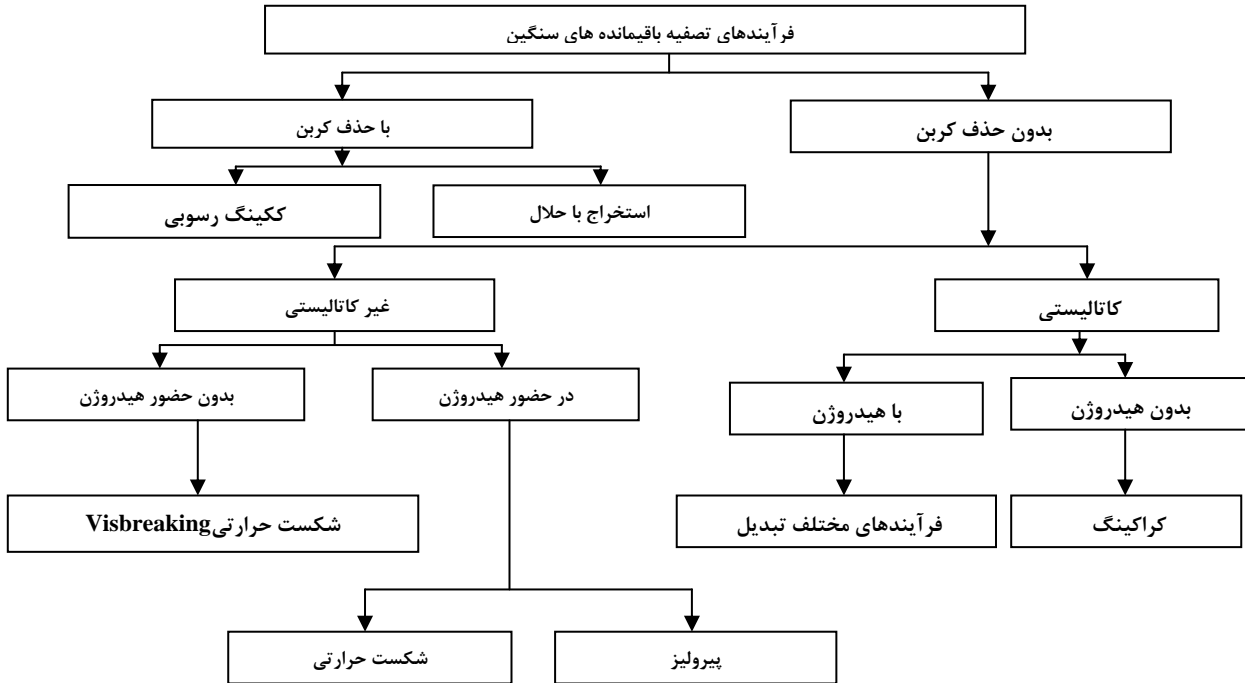 فرآیندهای تصفیه باقیمانده های سنگین
بدون حذف کربن
با حذف کربن
استخراج با حلال
ککینگ رسوبی
کاتالیستی
غیر کاتالیستی
بدون هیدروژن
با هیدروژن
در حضور هیدروژن
بدون حضور هیدروژن
کراکینگ
فرآیندهای مختلف تبدیل
شکست حرارتیVisbreaking
پیرولیز
شکست حرارتی